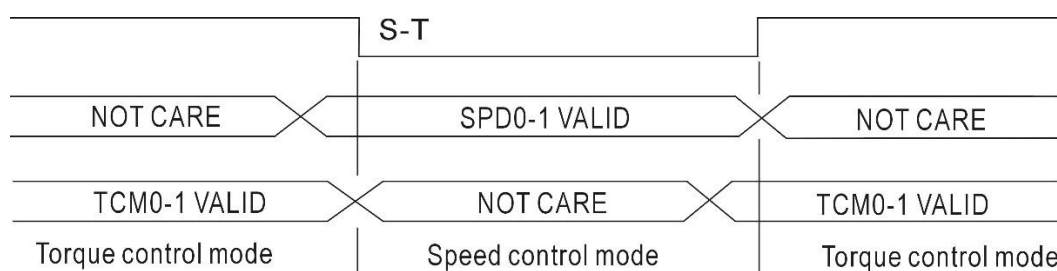 S-T
NOT CARE SPD0-1 VALID NOT CARE
TCM0-1 VALID NOT CARE TCM0-1 VALID
Torque control mode Speed control mode Torque control mode